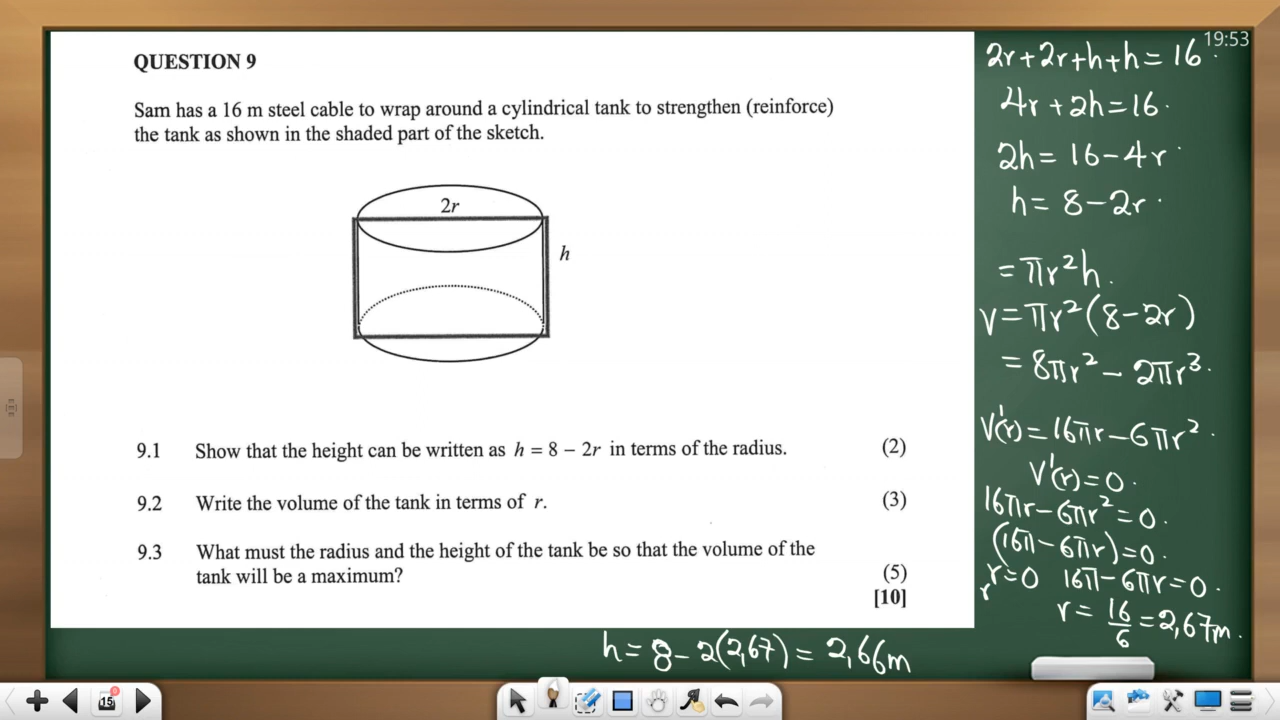 QUESTION 9
Sam has a 16 m steel cable to wrap around a cylindrical tank to strengthen (reinforce)
the tank as shown in the shaded part of the sketch.
2r
h
9.1 Show that the height can be written as h = 8 − 2r in terms of the radius. (2)
9.2 Write the volume of the tank in terms of r. (3)
9.3 What must the radius and the height of the tank be so that the volume of the
tank will be a maximum? (5)
[10]
19:53
2r+2r+h+h=16
4r+2h=16.
2h=16−4r
h=8−2r.
=πr²h.
V=πr²(8−2r)
=8πr²−2πr³.
V'(r)=16πr−6πr².
V'(r)=0.
16πr−6πr²=0.
(16π−6πr)=0.
r
r=0 16π−6πr=0.
r=16/6=2,67m.
h=8−2(2,67)=2,66m
15